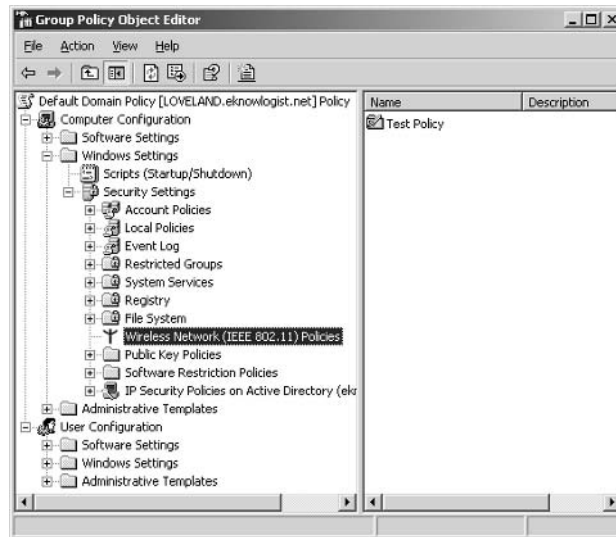 Group Policy Object Editor
File Action View Help
Default Domain Policy [LOVELAND.eknowlogist.net] Policy
Computer Configuration
Software Settings
Windows Settings
Scripts (Startup/Shutdown)
Security Settings
Account Policies
Local Policies
Event Log
Restricted Groups
System Services
Registry
File System
Wireless Network (IEEE 802.11) Policies
Public Key Policies
Software Restriction Policies
IP Security Policies on Active Directory (ekr
Administrative Templates
User Configuration
Software Settings
Windows Settings
Administrative Templates
Name Description
Test Policy